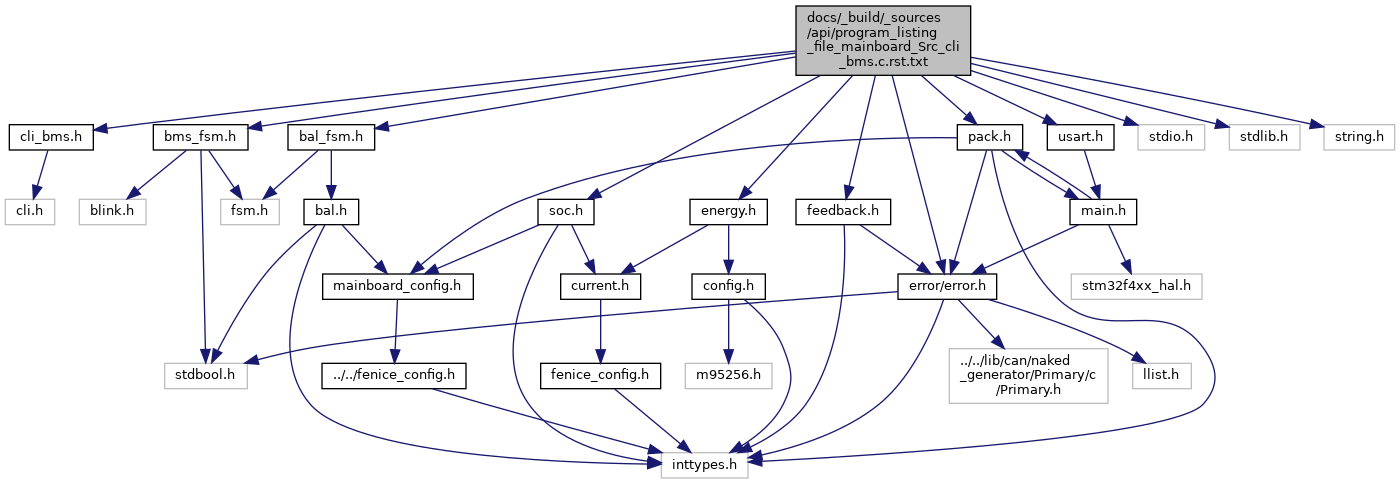 docs/_build/_sources
/api/program_listing
_file_mainboard_Src_cli
_bms.c.rst.txt
cli_bms.h
bms_fsm.h
bal_fsm.h
pack.h
usart.h
stdio.h
stdlib.h
string.h
cli.h
blink.h
fsm.h
bal.h
soc.h
energy.h
feedback.h
main.h
mainboard_config.h
current.h
config.h
error/error.h
stm32f4xx_hal.h
stdbool.h
../../fenice_config.h
fenice_config.h
m95256.h
../../lib/can/naked
_generator/Primary/c
/Primary.h
llist.h
inttypes.h